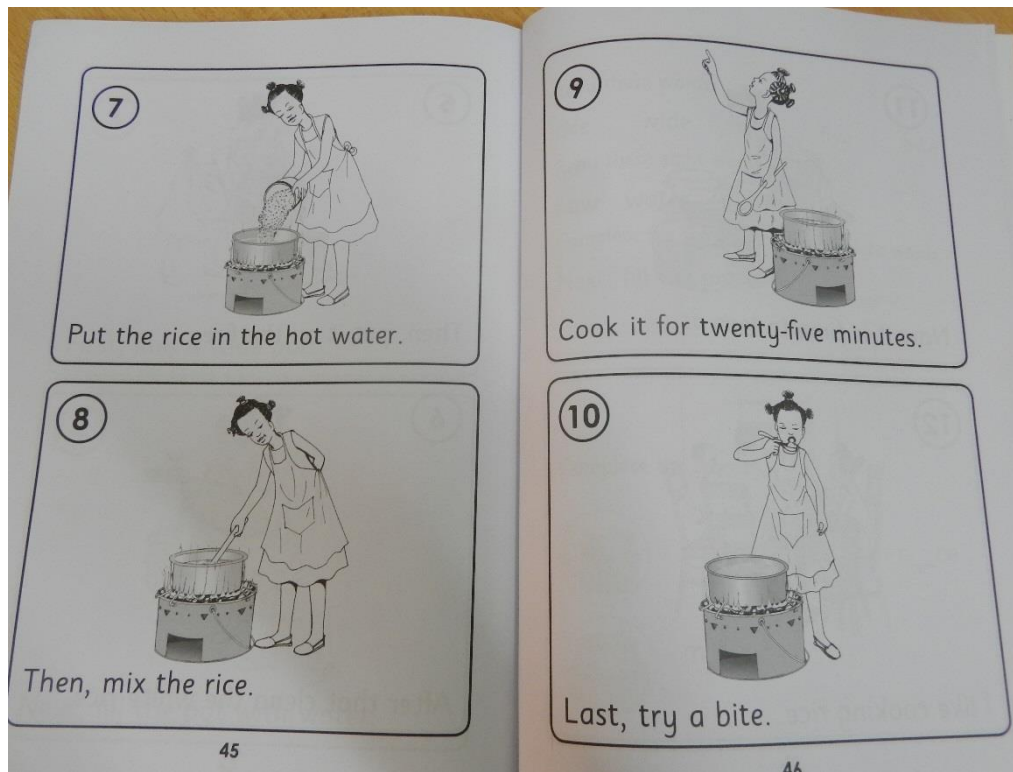 7
Put the rice in the hot water.
8
Then, mix the rice.
45
9
Cook it for twenty-five minutes.
10
Last, try a bite.
46